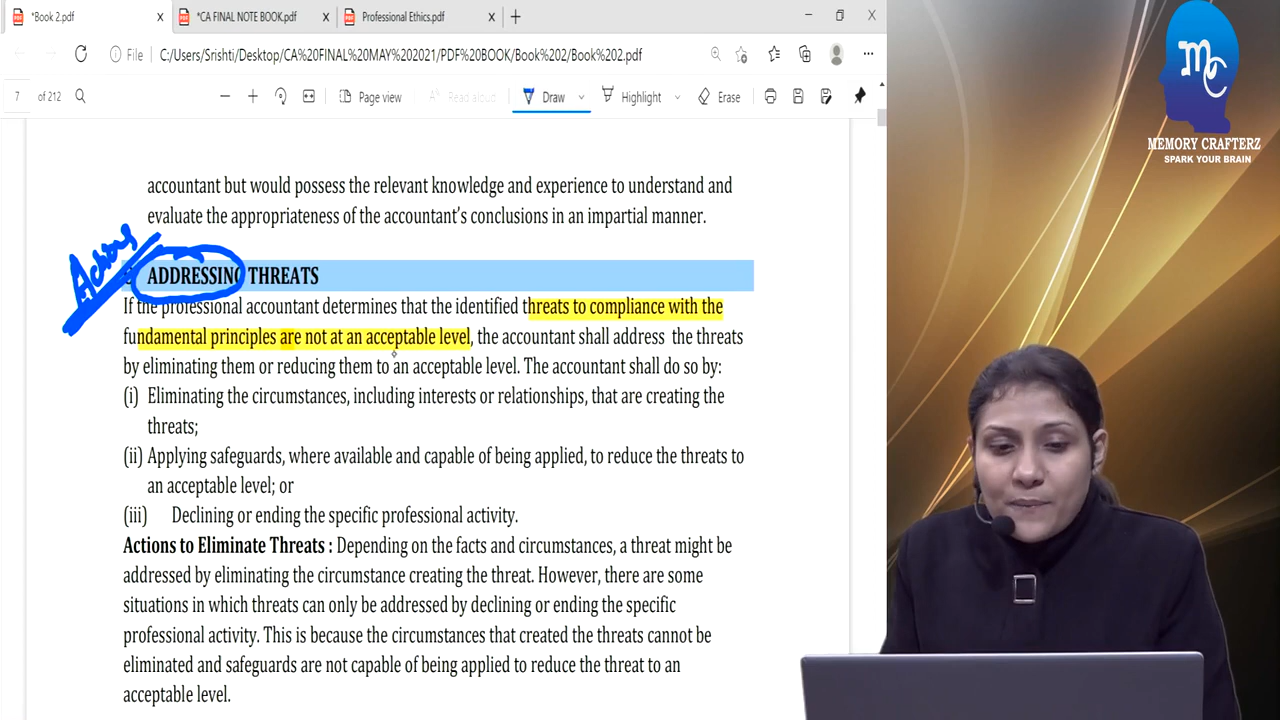 *Book 2.pdf
*CA FINAL NOTE BOOK.pdf
Professional Ethics.pdf
File
C:/Users/Srishti/Desktop/CA%20FINAL%20MAY%202021/PDF%20BOOK/Book%202/Book%202.pdf
7 of 212
Page view
Read aloud
Draw
Highlight
Erase
MC
MEMORY CRAFTERZ
SPARK YOUR BRAIN
accountant but would possess the relevant knowledge and experience to understand and
evaluate the appropriateness of the accountant's conclusions in an impartial manner.
Actions
ADDRESSING THREATS
If the professional accountant determines that the identified threats to compliance with the
fundamental principles are not at an acceptable level, the accountant shall address the threats
by eliminating them or reducing them to an acceptable level. The accountant shall do so by:
(i) Eliminating the circumstances, including interests or relationships, that are creating the
threats;
(ii) Applying safeguards, where available and capable of being applied, to reduce the threats to
an acceptable level; or
(iii) Declining or ending the specific professional activity.
Actions to Eliminate Threats : Depending on the facts and circumstances, a threat might be
addressed by eliminating the circumstance creating the threat. However, there are some
situations in which threats can only be addressed by declining or ending the specific
professional activity. This is because the circumstances that created the threats cannot be
eliminated and safeguards are not capable of being applied to reduce the threat to an
acceptable level.